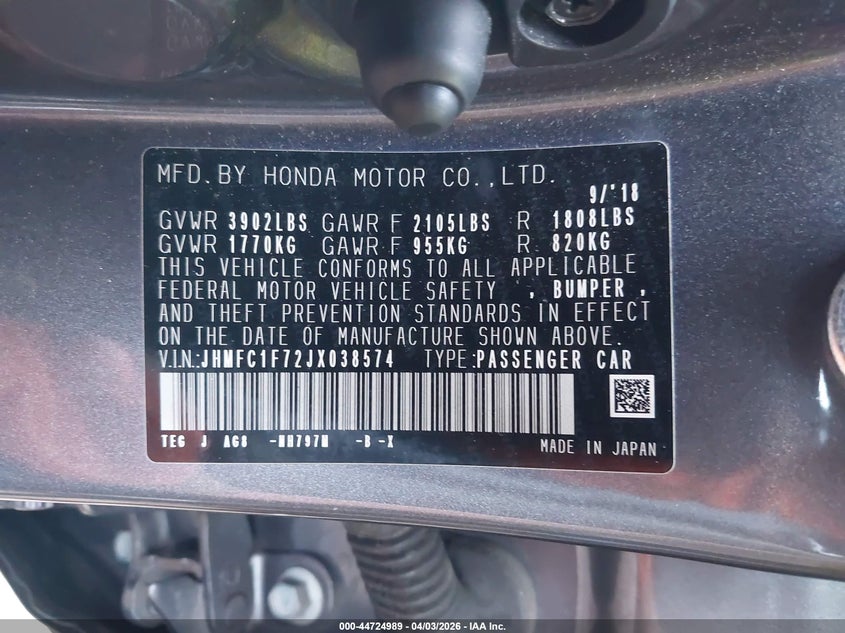 MFD. BY HONDA MOTOR CO., LTD.
9/'18
GVWR 3902LBS GAWR F 2105LBS R 1808LBS
GVWR 1770KG GAWR F 955KG R 820KG
THIS VEHICLE CONFORMS TO ALL APPLICABLE
FEDERAL MOTOR VEHICLE SAFETY , BUMPER ,
AND THEFT PREVENTION STANDARDS IN EFFECT
ON THE DATE OF MANUFACTURE SHOWN ABOVE.
V.I.N.:JHMFC1F72JX038574 TYPE:PASSENGER CAR
TEG J AG8 -NH797M -B -X
MADE IN JAPAN
000-44724989 - 04/03/2026 - IAA Inc.